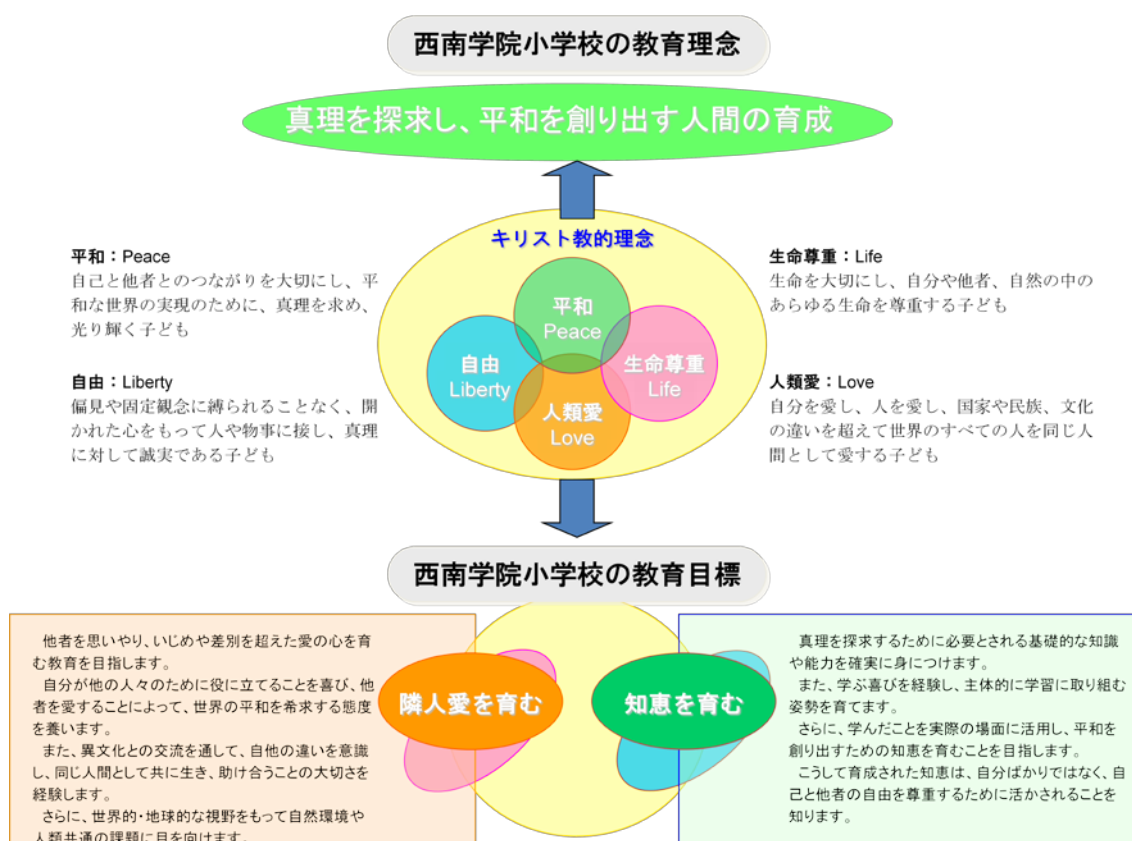 西南学院小学校の教育理念
真理を探求し、平和を創り出す人間の育成
キリスト教的理念
平和：Peace
自己と他者とのつながりを大切にし、平
和な世界の実現のために、真理を求め、
光り輝く子ども
自由：Liberty
偏見や固定観念に縛られることなく、開
かれた心をもって人や物事に接し、真理
に対して誠実である子ども
平和
Peace
自由
Liberty
生命尊重
Life
人類愛
Love
生命尊重：Life
生命を大切にし、自分や他者、自然の中の
あらゆる生命を尊重する子ども
人類愛：Love
自分を愛し、人を愛し、国家や民族、文化
の違いを超えて世界のすべての人を同じ人
間として愛する子ども
西南学院小学校の教育目標
他者を思いやり、いじめや差別を超えた愛の心を育
む教育を目指します。
自分が他の人々のために役に立てることを喜び、他
者を愛することによって、世界の平和を希求する態度
を養います。
また、異文化との交流を通して、自他の違いを意識
し、同じ人間として共に生き、助け合うことの大切さを
経験します。
さらに、世界的・地球的な視野をもって自然環境や
人類共通の課題に目を向けます。
隣人愛を育む
知恵を育む
真理を探求するために必要とされる基礎的な知識
や能力を確実に身につけます。
また、学ぶ喜びを経験し、主体的に学習に取り組む
姿勢を育てます。
さらに、学んだことを実際の場面に活用し、平和を
創り出すための知恵を育むことを目指します。
こうして育成された知恵は、自分ばかりではなく、自
己と他者の自由を尊重するために活かされることを
知ります。